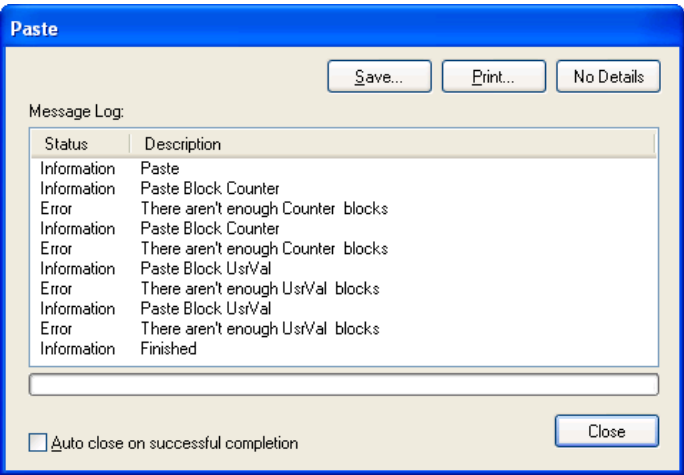 Paste
Save... Print... No Details
Message Log:
Status Description
Information Paste
Information Paste Block Counter
Error There aren't enough Counter  blocks
Information Paste Block Counter
Error There aren't enough Counter  blocks
Information Paste Block UsrVal
Error There aren't enough UsrVal  blocks
Information Paste Block UsrVal
Error There aren't enough UsrVal  blocks
Information Finished
Close
Auto close on successful completion